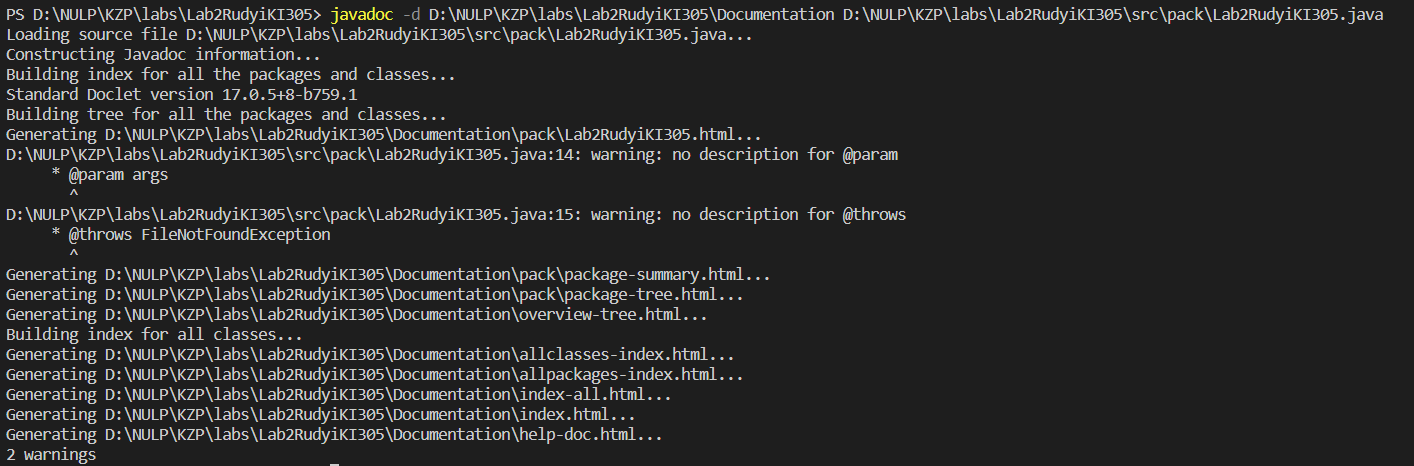 PS D:\NULP\KZP\labs\Lab2RudyiKI305> javadoc -d D:\NULP\KZP\labs\Lab2RudyiKI305\Documentation D:\NULP\KZP\labs\Lab2RudyiKI305\src\pack\Lab2RudyiKI305.java
Loading source file D:\NULP\KZP\labs\Lab2RudyiKI305\src\pack\Lab2RudyiKI305.java...
Constructing Javadoc information...
Building index for all the packages and classes...
Standard Doclet version 17.0.5+8-b759.1
Building tree for all the packages and classes...
Generating D:\NULP\KZP\labs\Lab2RudyiKI305\Documentation\pack\Lab2RudyiKI305.html...
D:\NULP\KZP\labs\Lab2RudyiKI305\src\pack\Lab2RudyiKI305.java:14: warning: no description for @param
     * @param args
       ^
D:\NULP\KZP\labs\Lab2RudyiKI305\src\pack\Lab2RudyiKI305.java:15: warning: no description for @throws
     * @throws FileNotFoundException
       ^
Generating D:\NULP\KZP\labs\Lab2RudyiKI305\Documentation\pack\package-summary.html...
Generating D:\NULP\KZP\labs\Lab2RudyiKI305\Documentation\pack\package-tree.html...
Generating D:\NULP\KZP\labs\Lab2RudyiKI305\Documentation\overview-tree.html...
Building index for all classes...
Generating D:\NULP\KZP\labs\Lab2RudyiKI305\Documentation\allclasses-index.html...
Generating D:\NULP\KZP\labs\Lab2RudyiKI305\Documentation\allpackages-index.html...
Generating D:\NULP\KZP\labs\Lab2RudyiKI305\Documentation\index-all.html...
Generating D:\NULP\KZP\labs\Lab2RudyiKI305\Documentation\index.html...
Generating D:\NULP\KZP\labs\Lab2RudyiKI305\Documentation\help-doc.html...
2 warnings